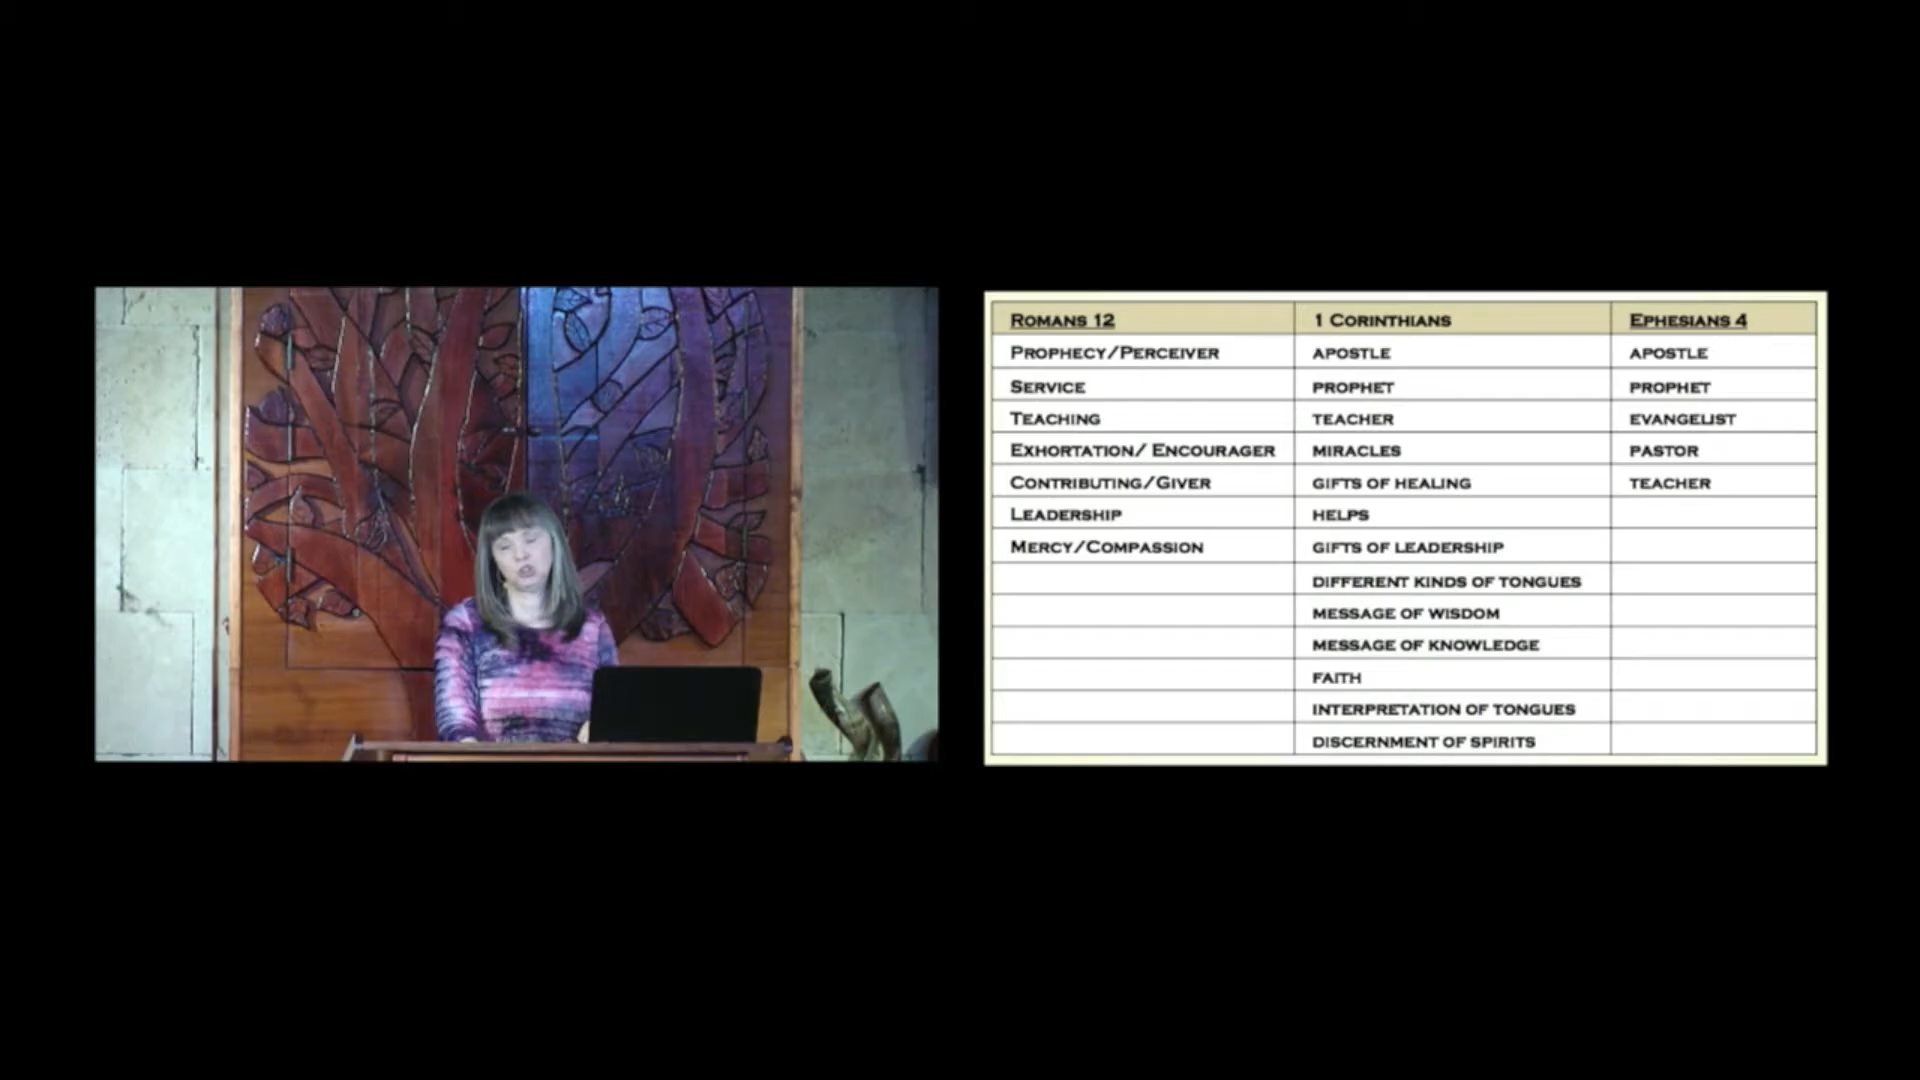 ROMANS 12 1 CORINTHIANS EPHESIANS 4
PROPHECY/PERCEIVER APOSTLE APOSTLE
SERVICE PROPHET PROPHET
TEACHING TEACHER EVANGELIST
EXHORTATION/ ENCOURAGER MIRACLES PASTOR
CONTRIBUTING/GIVER GIFTS OF HEALING TEACHER
LEADERSHIP HELPS
MERCY/COMPASSION GIFTS OF LEADERSHIP
DIFFERENT KINDS OF TONGUES
MESSAGE OF WISDOM
MESSAGE OF KNOWLEDGE
FAITH
INTERPRETATION OF TONGUES
DISCERNMENT OF SPIRITS